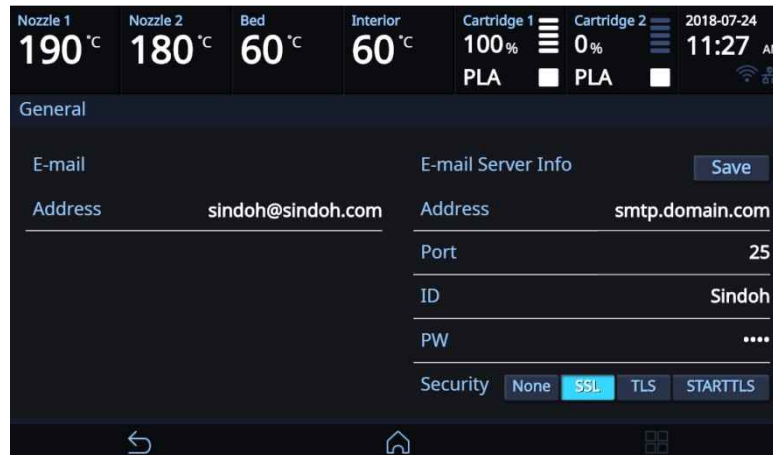 Nozzle 1 Nozzle 2 Bed Interior Cartridge 1 Cartridge 2 2018-07-24
190 °C 180 °C 60 °C 60 °C 100 % 0 % 11:27
PLA PLA
General
E-mail E-mail Server Info Save
Address sindoh@sindoh.com Address smtp.domain.com
Port 25
ID Sindoh
PW ••••
Security None SSL TLS STARTTLS